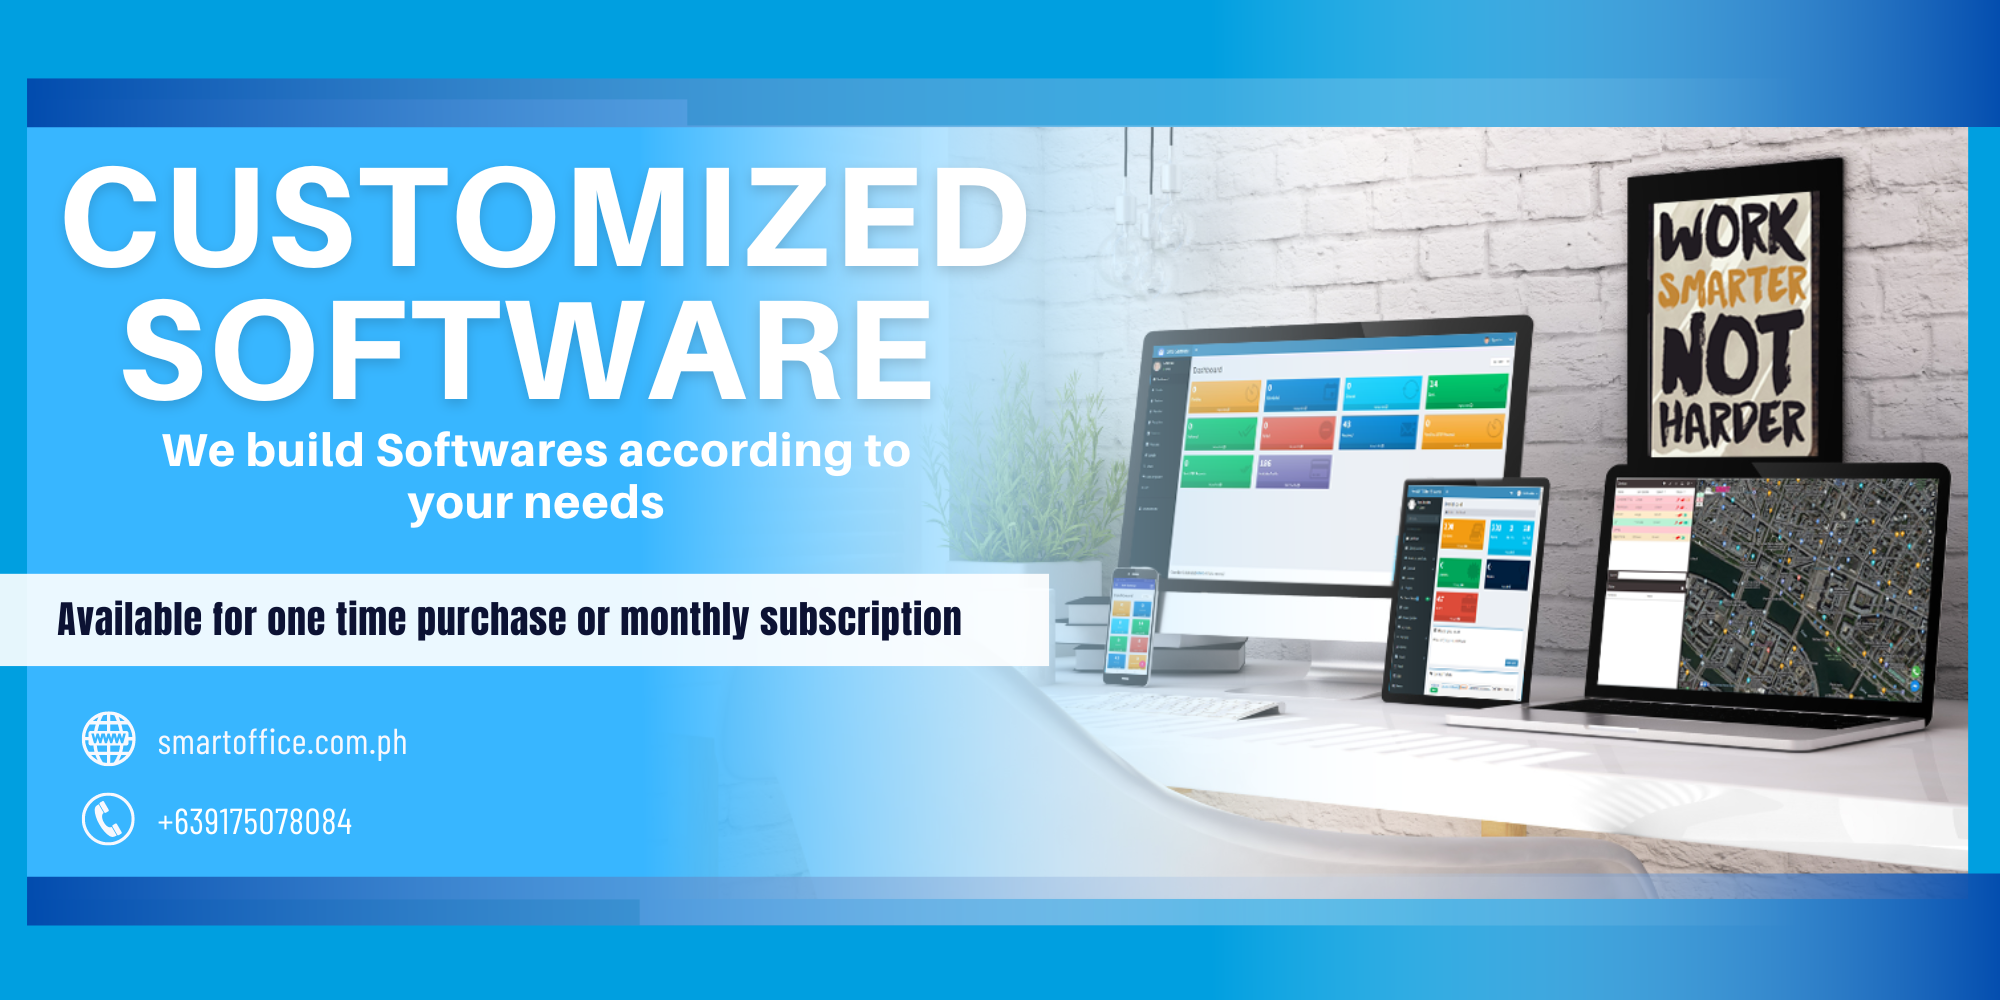 CUSTOMIZED
SOFTWARE
We build Softwares according to
your needs
Available for one time purchase or monthly subscription
www
smartoffice.com.ph
+639175078084
WORK
SMARTER
NOT
HARDER
Dashboard